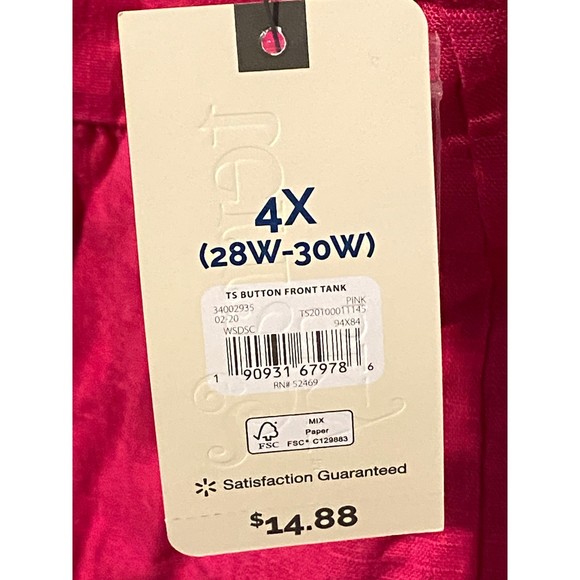 4X
(28W-30W)
TS BUTTON FRONT TANK
34002935 PINK
02-20 TS20100011145
WSDSC 94X84
1 90931 67978 6
RN# 52469
FSC
MIX
Paper
FSC® C129883
Satisfaction Guaranteed
$14.88